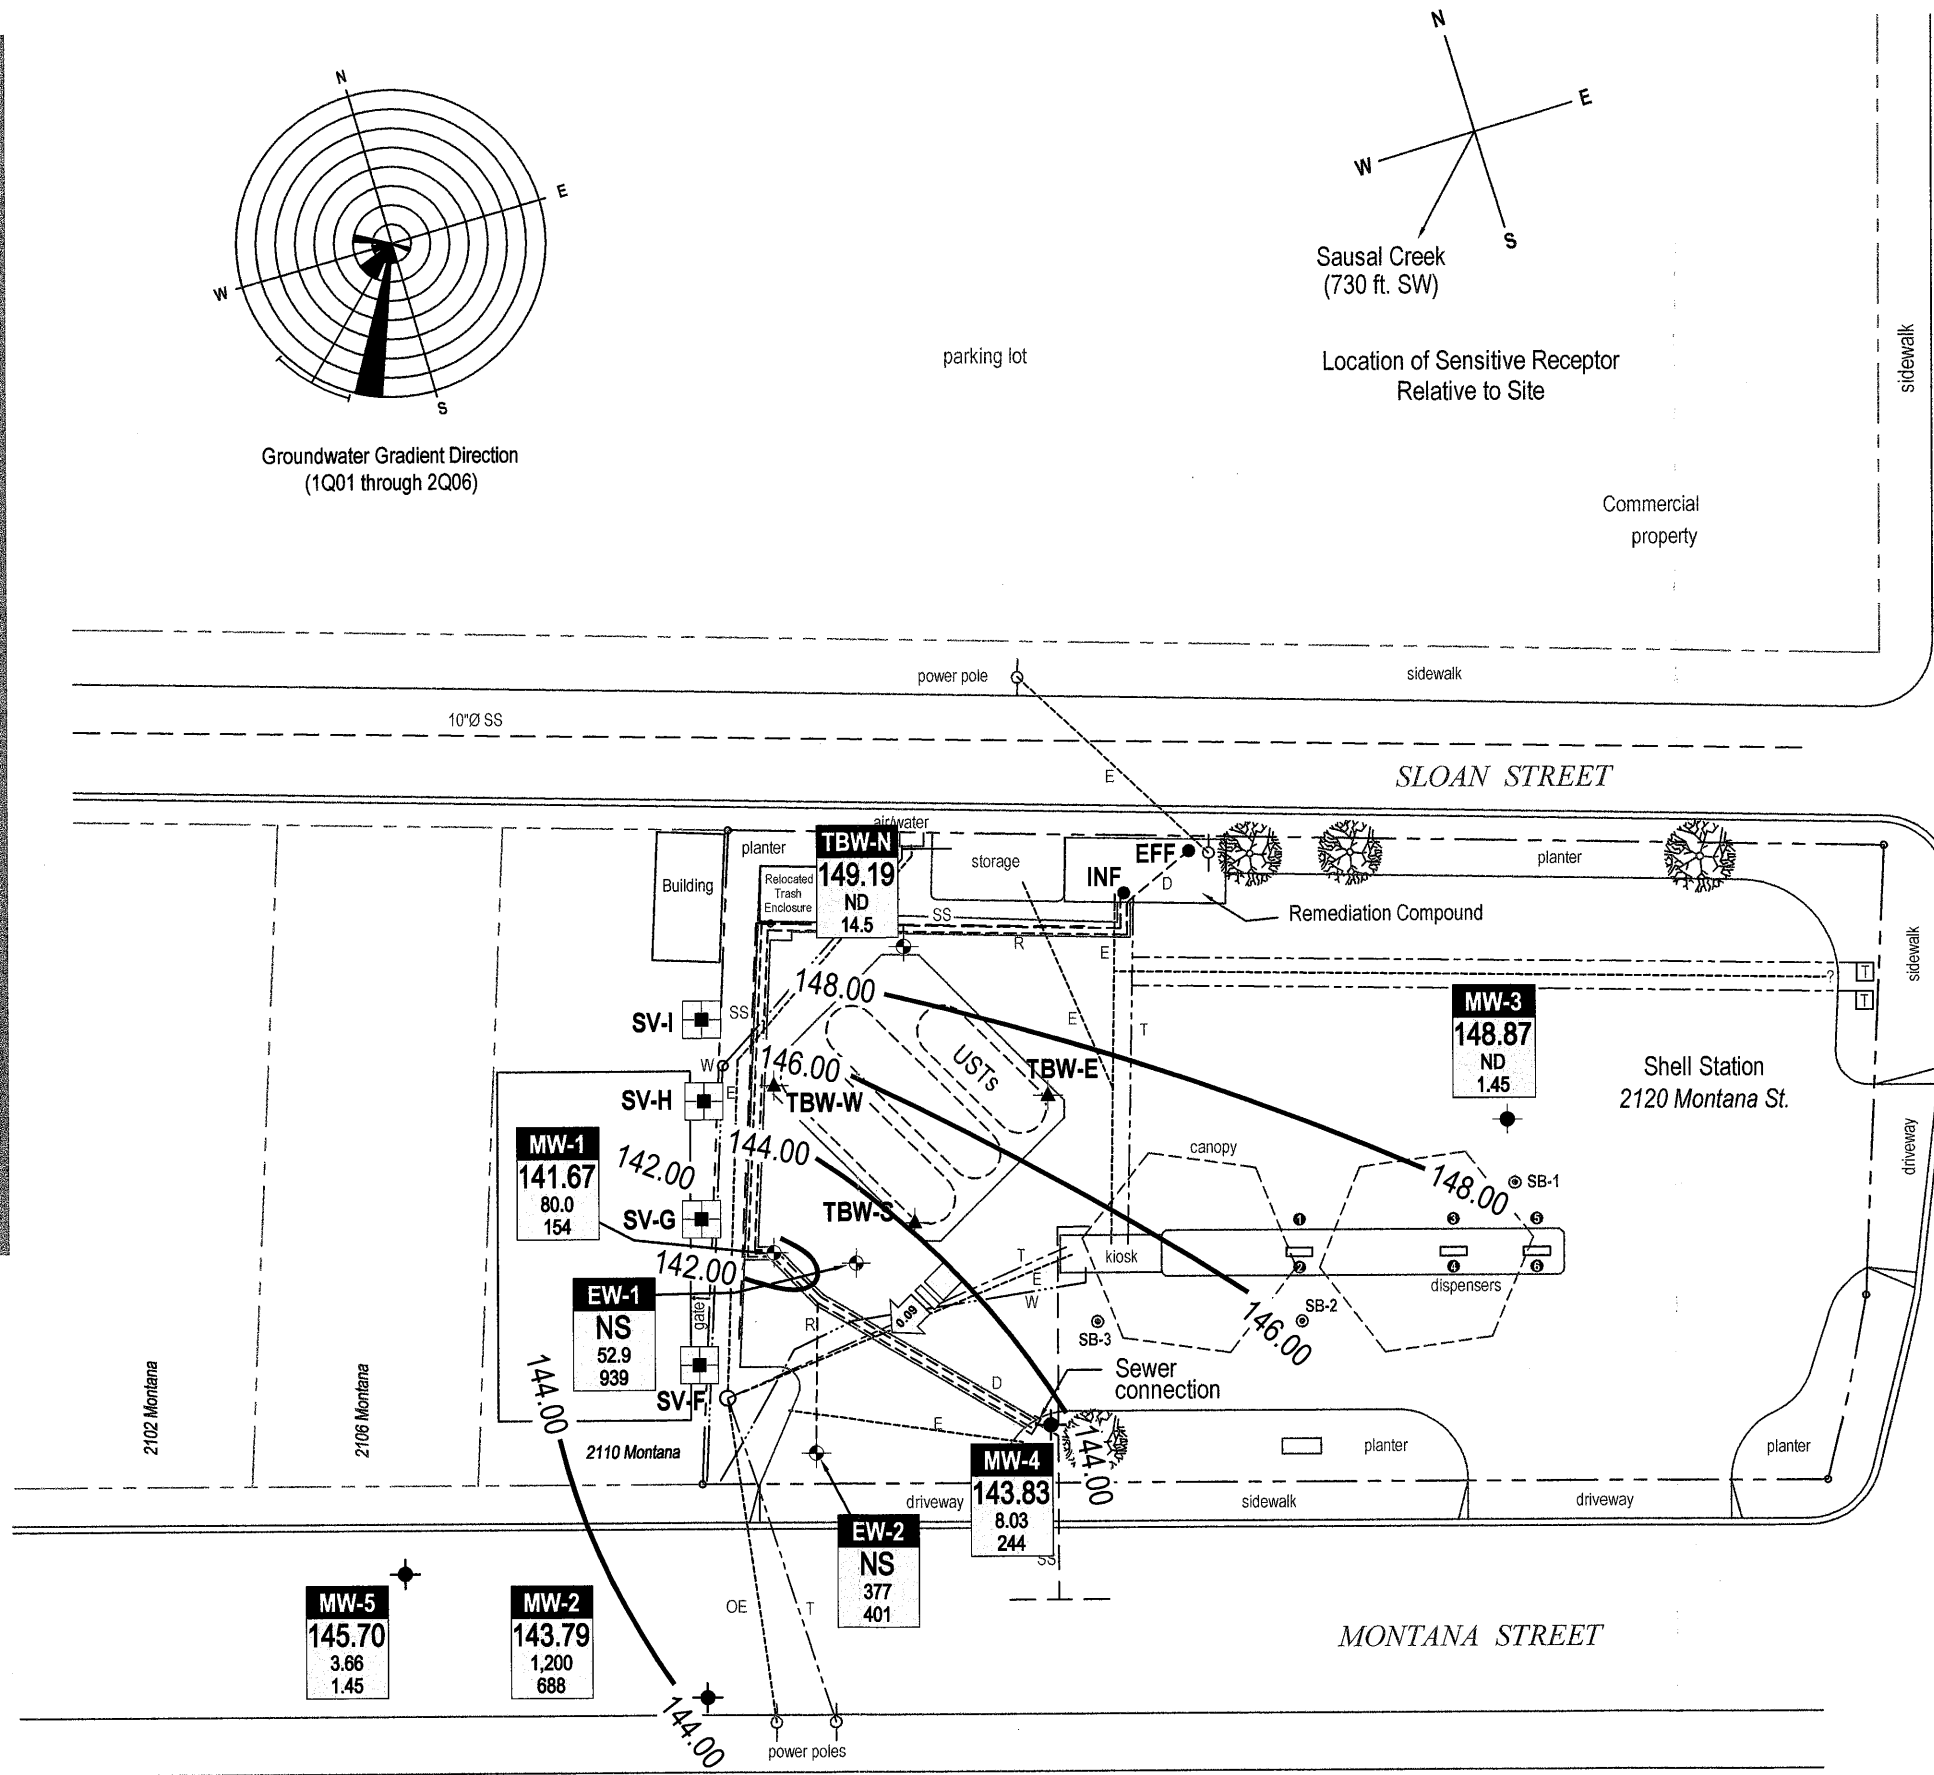 N
E
W
S
Groundwater Gradient Direction
(1Q01 through 2Q06)
N
E
W
S
Sausal Creek
(730 ft. SW)
Location of Sensitive Receptor
Relative to Site
parking lot
sidewalk
Commercial
property
power pole
sidewalk
10"Ø SS
E
SLOAN STREET
air/water
planter
Building
Relocated
Trash
Enclosure
TBW-N
149.19
ND
14.5
storage
EFF
INF
D
planter
Remediation Compound
SS
R
E
sidewalk
?
T
T
148.00
SV-I
SS
MW-3
148.87
ND
1.45
E
T
USTs
TBW-E
W
146.00
SV-H
E
TBW-W
Shell Station
2120 Montana St.
MW-1
141.67
80.0
154
142.00
144.00
canopy
driveway
148.00
SB-1
SV-G
TBW-S
1
3
5
kiosk
T
E
W
142.00
2
4
6
dispensers
EW-1
NS
52.9
939
gate
R
0.09
SB-3
SB-2
146.00
144.00
SV-F
Sewer
connection
D
E
2102 Montana
2106 Montana
2110 Montana
144.00
planter
planter
MW-4
143.83
8.03
244
SS
driveway
sidewalk
driveway
EW-2
NS
377
401
MW-5
145.70
3.66
1.45
MW-2
143.79
1,200
688
OE
T
MONTANA STREET
144.00
power poles